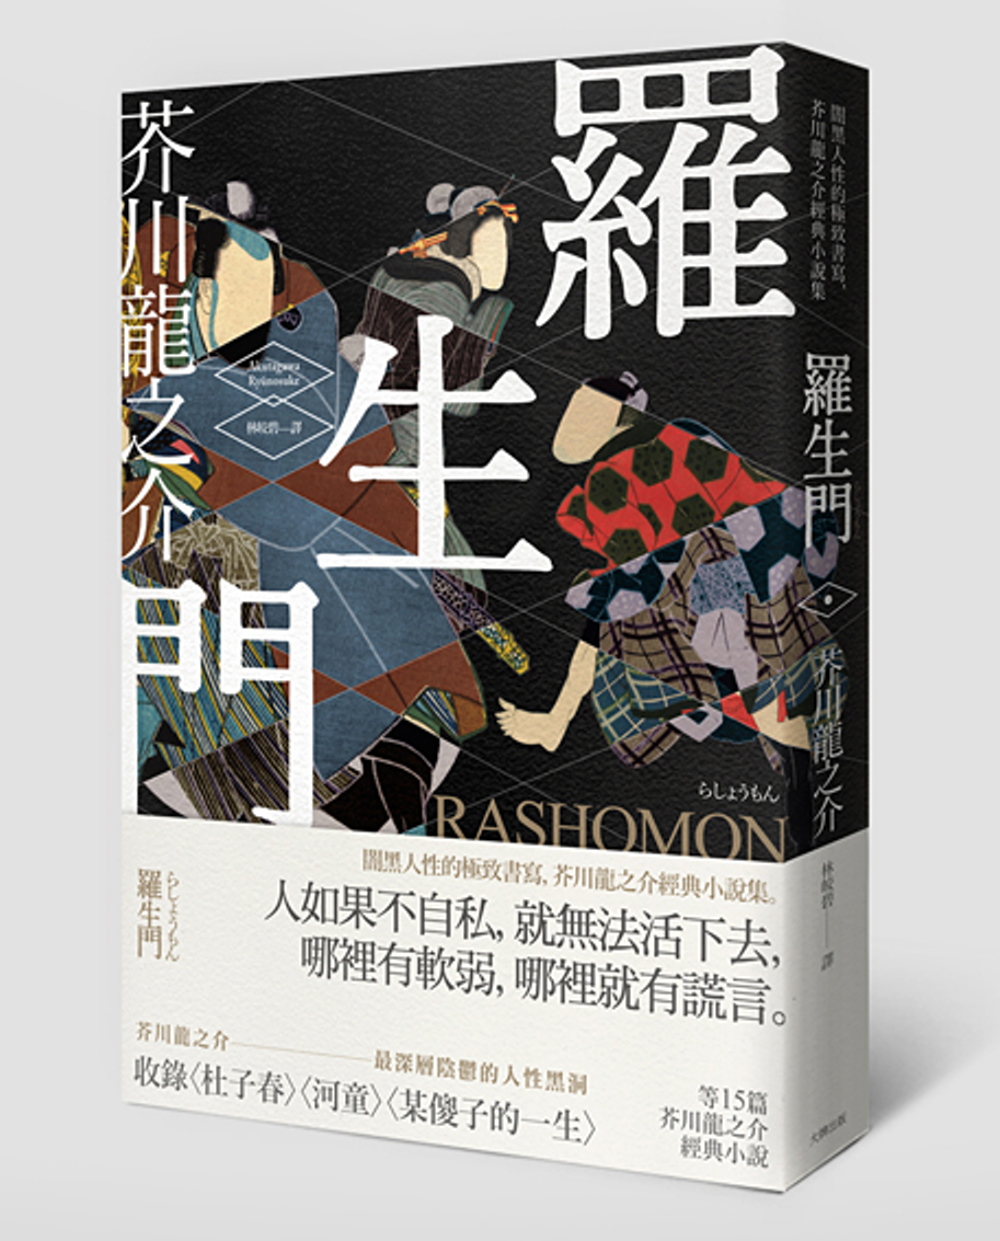 羅生門
芥川龍之介
Akutagawa
Ryūnosuke
林皎碧—譯
らしょうもん
RASHOMON
闇黑人性的極致書寫，芥川龍之介經典小說集。
人如果不自私，就無法活下去，
哪裡有軟弱，哪裡就有謊言。
羅生門
らしょうもん
芥川龍之介————最深層陰鬱的人性黑洞
收錄〈杜子春〉〈河童〉〈某傻子的一生〉
等15篇
芥川龍之介
經典小說
闇黑人性的極致書寫，
芥川龍之介經典小說集
羅生門
芥川龍之介
林皎碧——譯
大牌出版